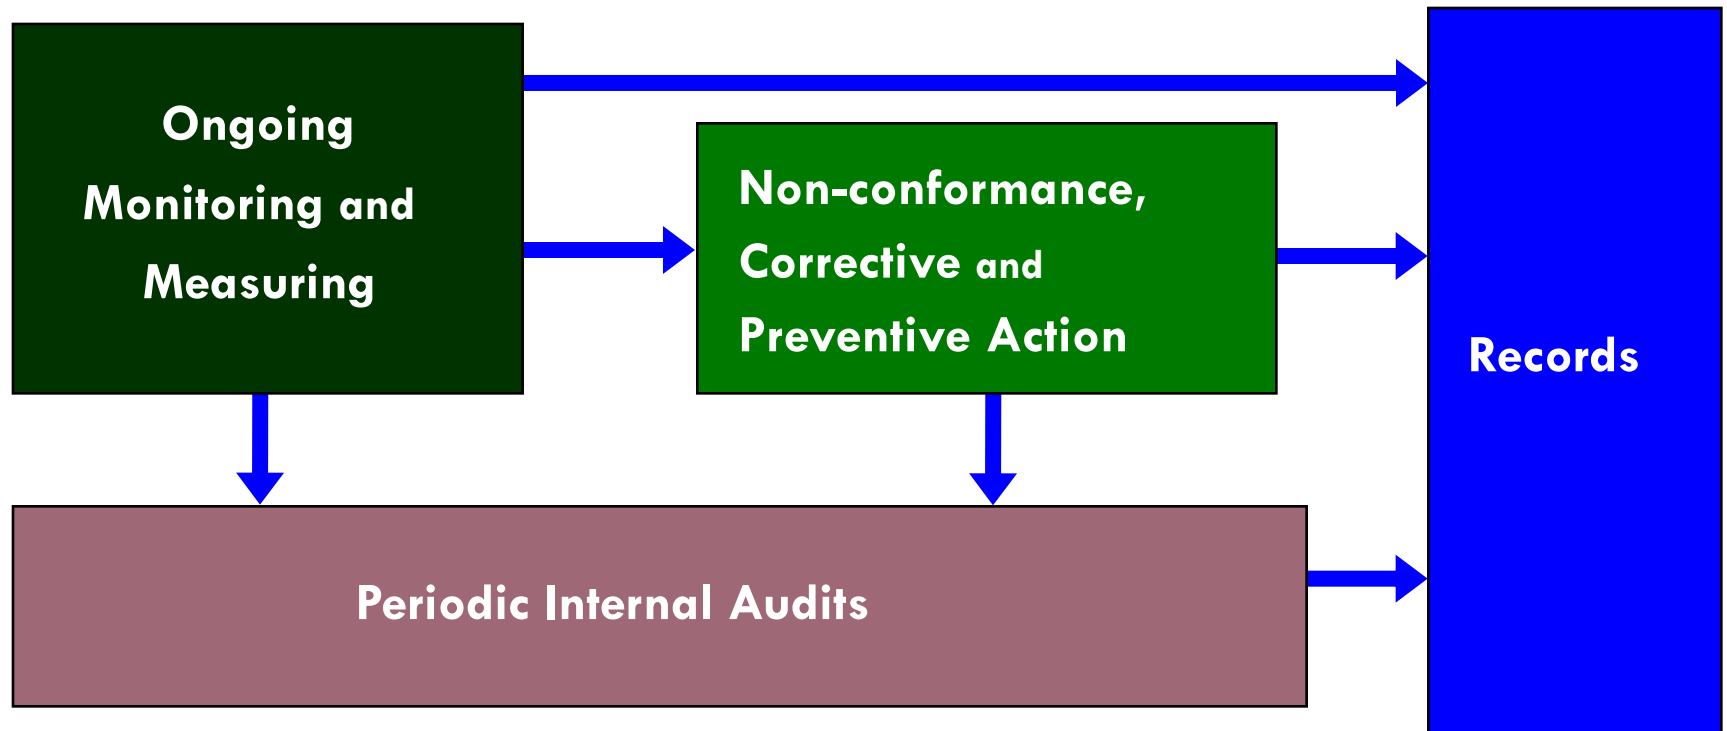 Ongoing
Monitoring and
Measuring
Non-conformance,
Corrective and
Preventive Action
Records
Periodic Internal Audits